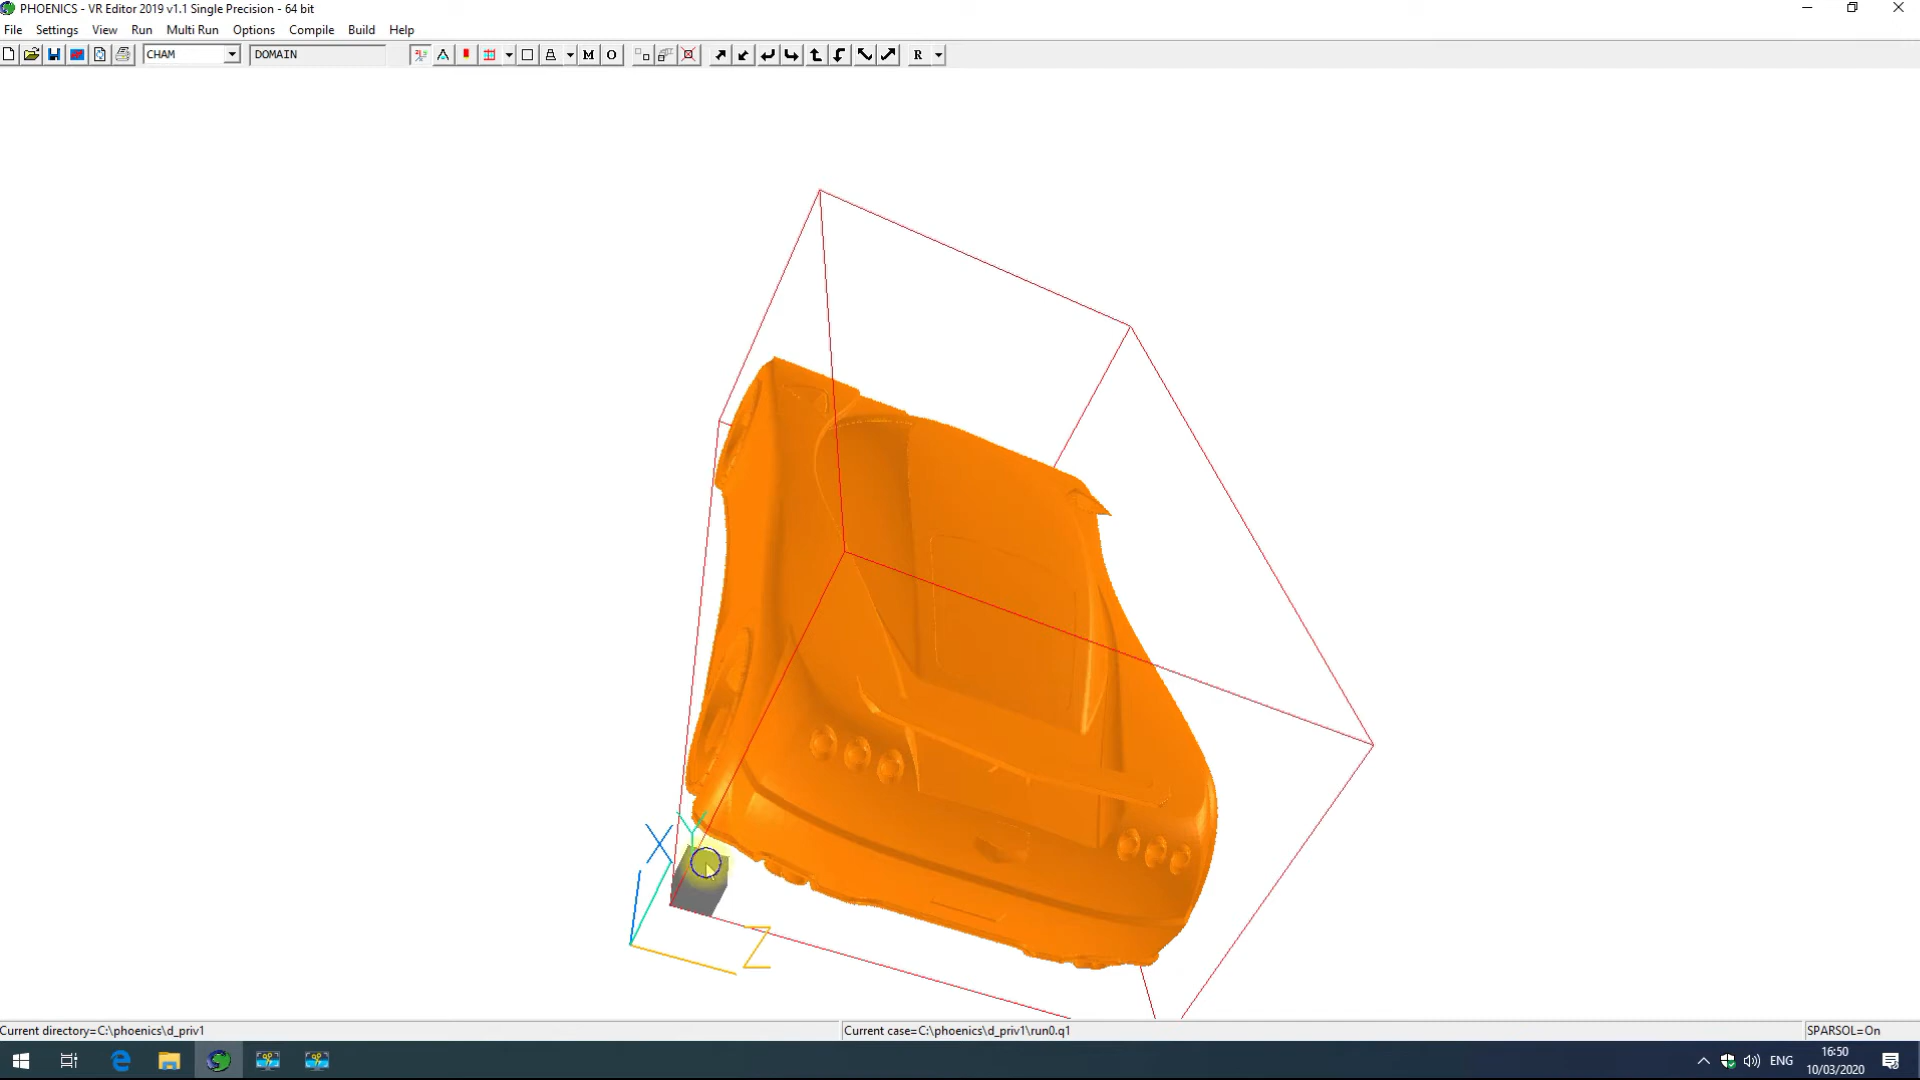 PHOENICS - VR Editor 2019 v1.1 Single Precision - 64 bit
File Settings View Run Multi Run Options Compile Build Help
CHAM DOMAIN M O R
X Y
Z
Current directory=C:\phoenics\d_priv1 Current case=C:\phoenics\d_priv1\run0.q1 SPARSOL=On
ENG 16:50
10/03/2020